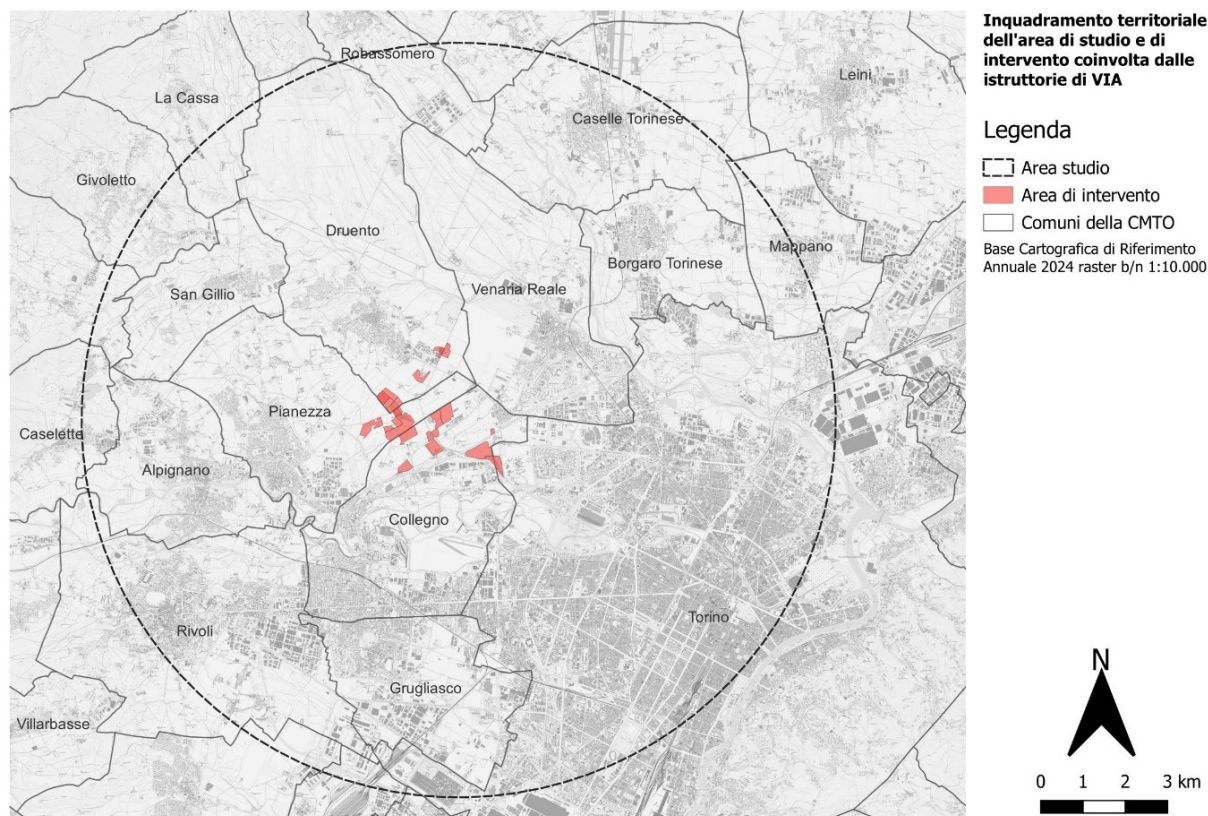 Inquadramento territoriale
dell'area di studio e di
intervento coinvolta dalle
istruttorie di VIA
Legenda
Area studio
Area di intervento
Comuni della CMTO
Base Cartografica di Riferimento
Annuale 2024 raster b/n 1:10.000
Robassomero
Leini
La Cassa
Caselle Torinese
Givoletto
Druento
Mappano
Borgaro Torinese
San Gillio
Venaria Reale
Pianezza
Caselette
Alpignano
Collegno
Torino
Rivoli
Grugliasco
Villarbasse
N
0 1 2 3 km